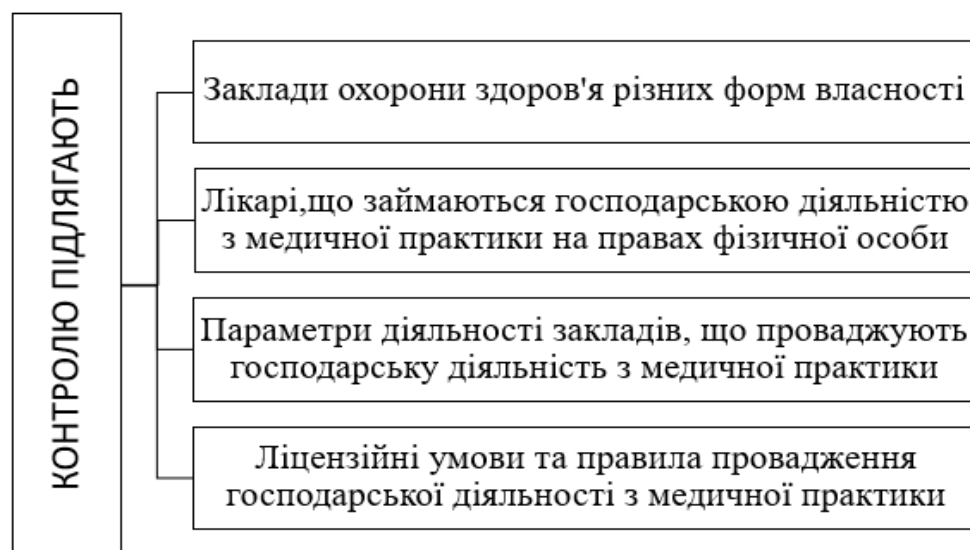 КОНТРОЛЮ ПІДЛЯГАЮТЬ
Заклади охорони здоров'я різних форм власності
Лікарі,що займаються господарською діяльністю
з медичної практики на правах фізичної особи
Параметри діяльності закладів, що проваджують
господарську діяльність з медичної практики
Ліцензійні умови та правила провадження
господарської діяльності з медичної практики